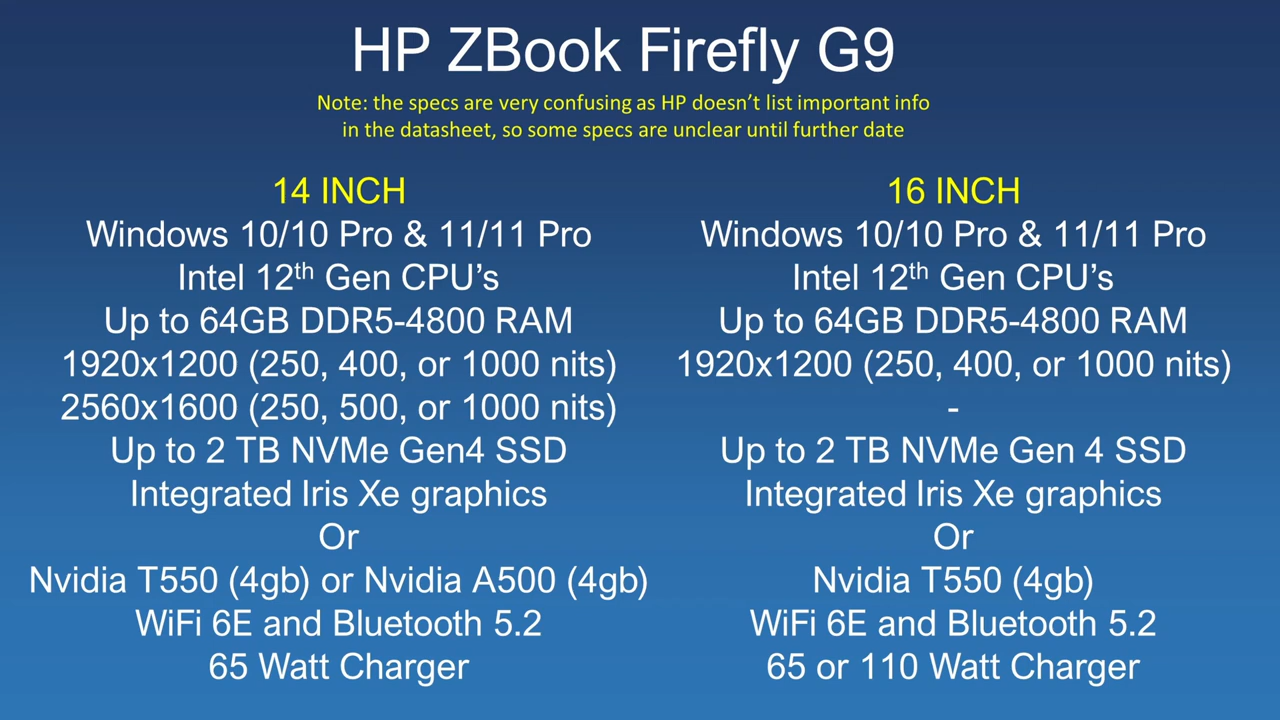 HP ZBook Firefly G9
Note: the specs are very confusing as HP doesn’t list important info
in the datasheet, so some specs are unclear until further date
14 INCH
Windows 10/10 Pro & 11/11 Pro
Intel 12th Gen CPU’s
Up to 64GB DDR5-4800 RAM
1920x1200 (250, 400, or 1000 nits)
2560x1600 (250, 500, or 1000 nits)
Up to 2 TB NVMe Gen4 SSD
Integrated Iris Xe graphics
Or
Nvidia T550 (4gb) or Nvidia A500 (4gb)
WiFi 6E and Bluetooth 5.2
65 Watt Charger
16 INCH
Windows 10/10 Pro & 11/11 Pro
Intel 12th Gen CPU’s
Up to 64GB DDR5-4800 RAM
1920x1200 (250, 400, or 1000 nits)
-
Up to 2 TB NVMe Gen 4 SSD
Integrated Iris Xe graphics
Or
Nvidia T550 (4gb)
WiFi 6E and Bluetooth 5.2
65 or 110 Watt Charger